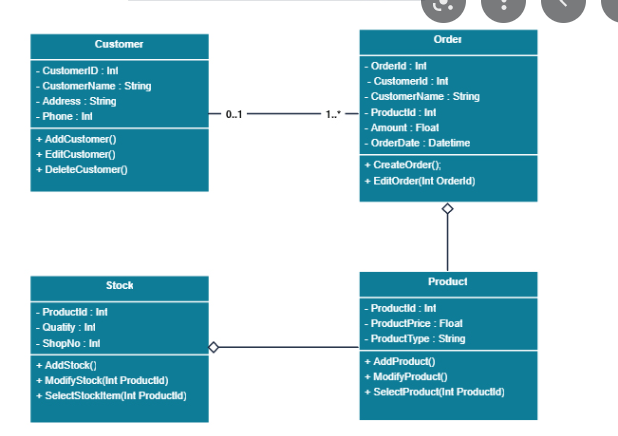 Customer
- CustomerID : Int
- CustomerName : String
- Address : String
- Phone : Int
+ AddCustomer()
+ EditCustomer()
+ DeleteCustomer()
0..1
1..*
Order
- OrderId : Int
- CustomerId : Int
- CustomerName : String
- ProductId : Int
- Amount : Float
- OrderDate : Datetime
+ CreateOrder();
+ EditOrder(Int OrderId)
Stock
- ProductId : Int
- Quatity : Int
- ShopNo : Int
+ AddStock()
+ ModifyStock(Int ProductId)
+ SelectStockItem(Int ProductId)
Product
- ProductId : Int
- ProductPrice : Float
- ProductType : String
+ AddProduct()
+ ModifyProduct()
+ SelectProduct(Int ProductId)